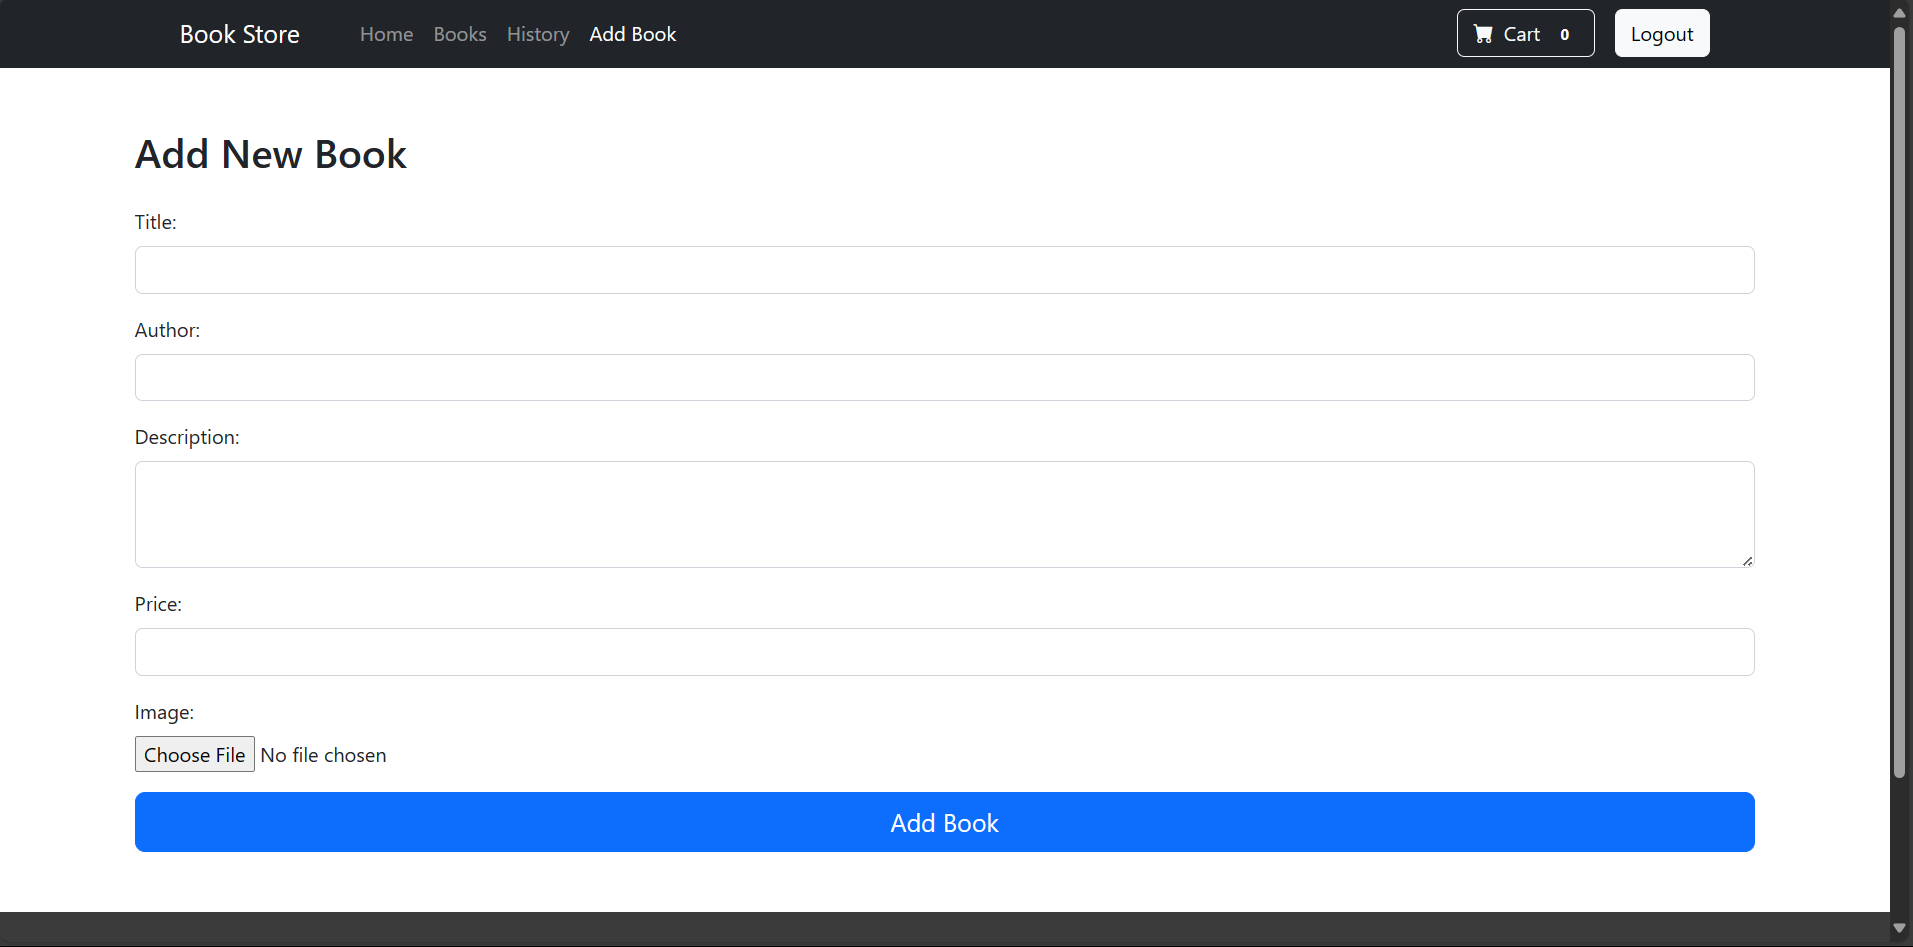 Book Store Home Books History Add Book Cart 0 Logout
Add New Book
Title:
Author:
Description:
Price:
Image:
Choose File No file chosen
Add Book